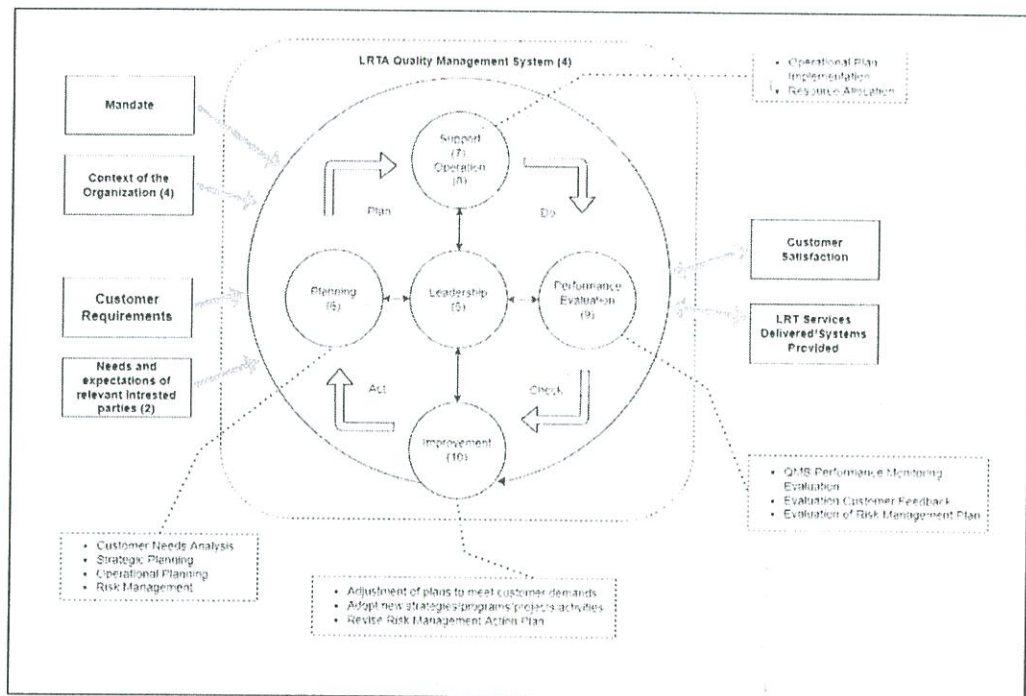 LRTA Quality Management System (4)
• Operational Plan
Implementation
• Resource Allocation
Mandate
Context of the
Organization (4)
Customer
Requirements
Needs and
expectations of
relevant intrested
parties (2)
Support
(7)
Operation
(8)
Plan
Do
Planning
(6)
Leadership
(5)
Performance
Evaluation
(9)
Act
Check
Improvement
(10)
Customer
Satisfaction
LRT Services
Delivered/Systems
Provided
• QMS Performance Monitoring
Evaluation
• Evaluation Customer Feedback
• Evaluation of Risk Management Plan
• Customer Needs Analysis
• Strategic Planning
• Operational Planning
• Risk Management
• Adjustment of plans to meet customer demands
• Adopt new strategies/programs/projects/activities
• Revise Risk Management Action Plan